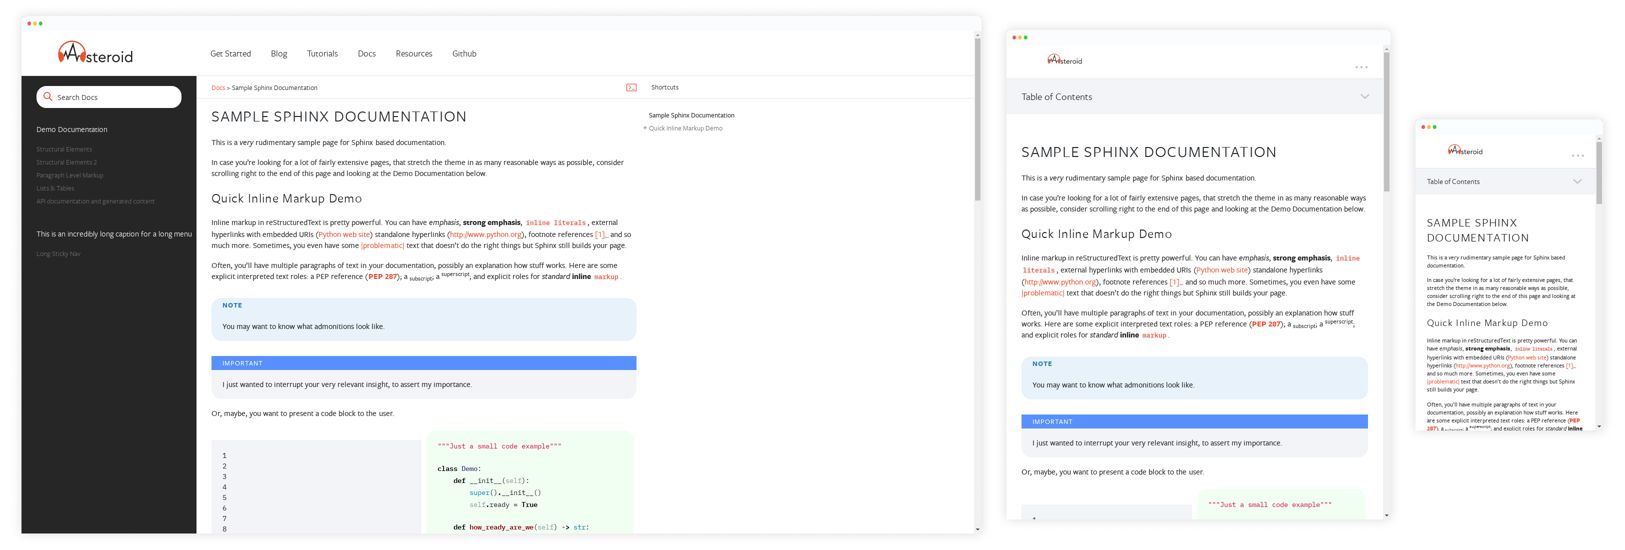 Asteroid
Get Started Blog Tutorials Docs Resources Github
Search Docs
Demo Documentation
Structural Elements
Structural Elements 2
Paragraph Level Markup
Lists & Tables
API documentation and generated content
This is an incredibly long caption for a long menu
Long Sticky Nav
Docs » Sample Sphinx Documentation
SAMPLE SPHINX DOCUMENTATION
This is a very rudimentary sample page for Sphinx based documentation.
In case you're looking for a lot of fairly extensive pages, that stretch the theme in as many reasonable ways as possible, consider
scrolling right to the end of this page and looking at the Demo Documentation below.
Quick Inline Markup Demo
Inline markup in reStructuredText is pretty powerful. You can have emphasis, strong emphasis, inline literals, external
hyperlinks with embedded URIs (Python web site) standalone hyperlinks (http://www.python.org), footnote references [1]_ and so
much more. Sometimes, you even have some |problematic| text that doesn't do the right things but Sphinx still builds your page.
Often, you'll have multiple paragraphs of text in your documentation, possibly an explanation how stuff works. Here are some
explicit interpreted text roles: a PEP reference (PEP 287); a subscript; a superscript, and explicit roles for standard inline markup.
NOTE
You may want to know what admonitions look like.
IMPORTANT
I just wanted to interrupt your very relevant insight, to assert my importance.
Or, maybe, you want to present a code block to the user.
1
2
3
4
5
6
7
8
"""Just a small code example"""
class Demo:
def __init__(self):
super().__init__()
self.ready = True
def how_ready_are_we(self) -> str:
Shortcuts
Sample Sphinx Documentation
+ Quick Inline Markup Demo
Asteroid
Table of Contents
SAMPLE SPHINX DOCUMENTATION
This is a very rudimentary sample page for Sphinx based documentation.
In case you're looking for a lot of fairly extensive pages, that stretch the theme in as many reasonable ways
as possible, consider scrolling right to the end of this page and looking at the Demo Documentation below.
Quick Inline Markup Demo
Inline markup in reStructuredText is pretty powerful. You can have emphasis, strong emphasis, inline
literals, external hyperlinks with embedded URIs (Python web site) standalone hyperlinks
(http://www.python.org), footnote references [1]_ and so much more. Sometimes, you even have some
|problematic| text that doesn't do the right things but Sphinx still builds your page.
Often, you'll have multiple paragraphs of text in your documentation, possibly an explanation how stuff
works. Here are some explicit interpreted text roles: a PEP reference (PEP 287); a subscript; a superscript,
and explicit roles for standard inline markup.
NOTE
You may want to know what admonitions look like.
IMPORTANT
I just wanted to interrupt your very relevant insight, to assert my importance.
Or, maybe, you want to present a code block to the user.
"""Just a small code example"""
Asteroid
Table of Contents
SAMPLE SPHINX
DOCUMENTATION
This is a very rudimentary sample page for Sphinx based
documentation.
In case you're looking for a lot of fairly extensive pages, that
stretch the theme in as many reasonable ways as possible,
consider scrolling right to the end of this page and looking at
the Demo Documentation below.
Quick Inline Markup Demo
Inline markup in reStructuredText is pretty powerful. You can
have emphasis, strong emphasis, inline literals, external
hyperlinks with embedded URIs (Python web site) standalone
hyperlinks (http://www.python.org), footnote references [1]_
and so much more. Sometimes, you even have some
|problematic| text that doesn't do the right things but Sphinx
still builds your page.
Often, you'll have multiple paragraphs of text in your
documentation, possibly an explanation how stuff works. Here
are some explicit interpreted text roles: a PEP reference (PEP
287); a subscript; a superscript, and explicit roles for standard inline